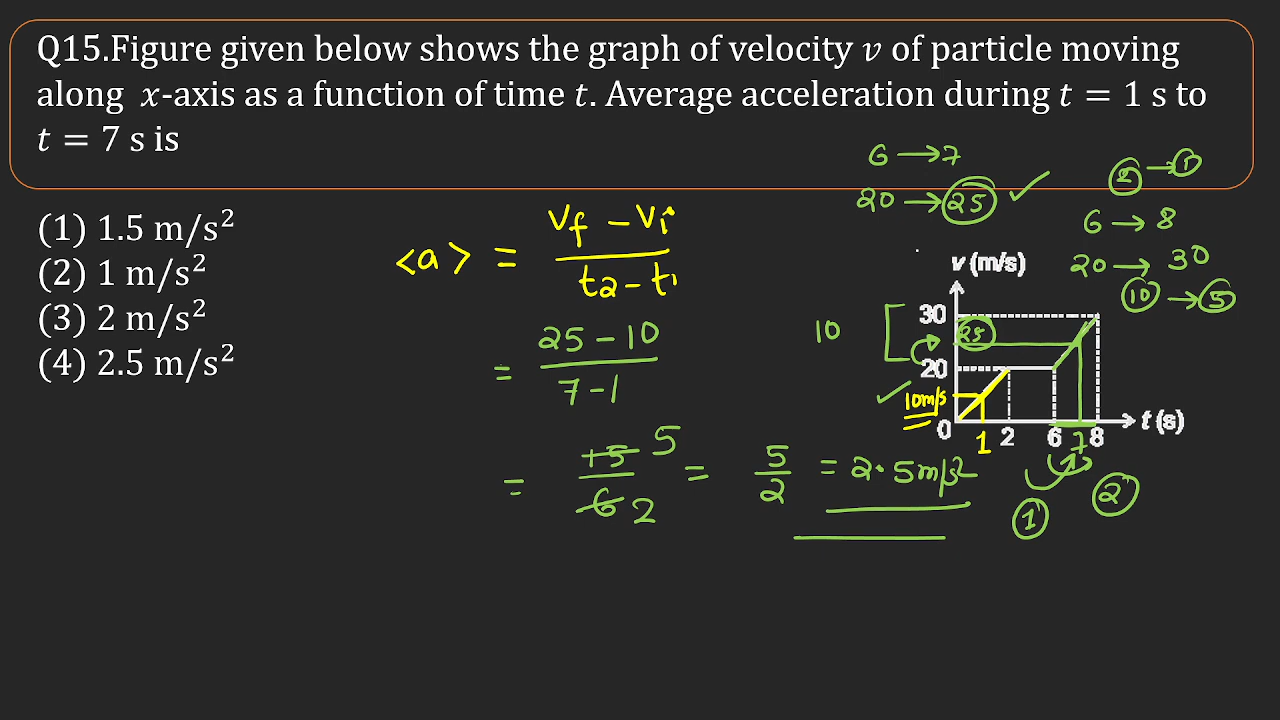 Q15.Figure given below shows the graph of velocity v of particle moving
along x-axis as a function of time t. Average acceleration during t = 1 s to
t = 7 s is
(1) 1.5 m/s²
(2) 1 m/s²
(3) 2 m/s²
(4) 2.5 m/s²
<a> = vf - vi / t2 - t1
= 25 - 10 / 7 - 1
= 15 5 / 6 2 = 5/2 = 2.5 m/s²
6 → 7
20 → 25 ✓
2 → 1
6 → 8
20 → 30
10 → 5
v (m/s)
30
25
10
20
✓ 10m/s
0
1
2
6
7
8
t (s)
1
2